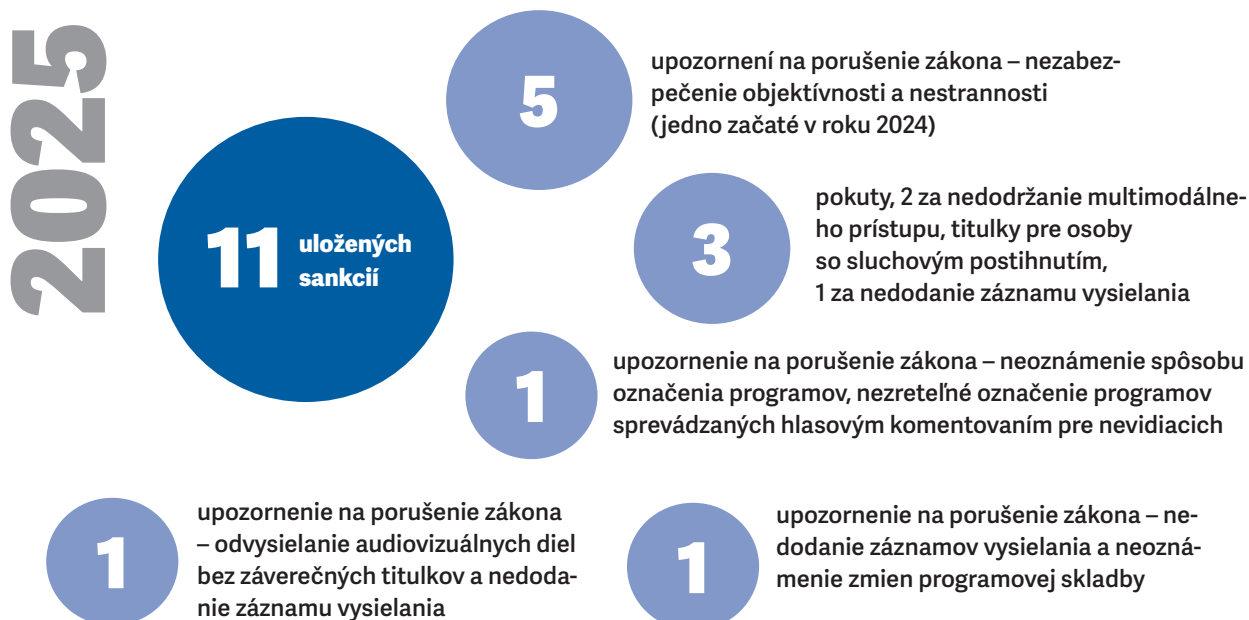 2025
11 uložených
sankcií
5
upozornení na porušenie zákona – nezabez-
pečenie objektívnosti a nestrannosti
(jedno začaté v roku 2024)
3
pokuty, 2 za nedodržanie multimodálne-
ho prístupu, titulky pre osoby
so sluchovým postihnutím,
1 za nedodanie záznamu vysielania
1
upozornenie na porušenie zákona – neoznámenie spôsobu
označenia programov, nezreteľné označenie programov
sprevádzaných hlasovým komentovaním pre nevidiacich
1
upozornenie na porušenie zákona
– odvysielanie audiovizuálnych diel
bez záverečných titulkov a nedoda-
nie záznamu vysielania
1
upozornenie na porušenie zákona – ne-
dodanie záznamov vysielania a neozná-
menie zmien programovej skladby